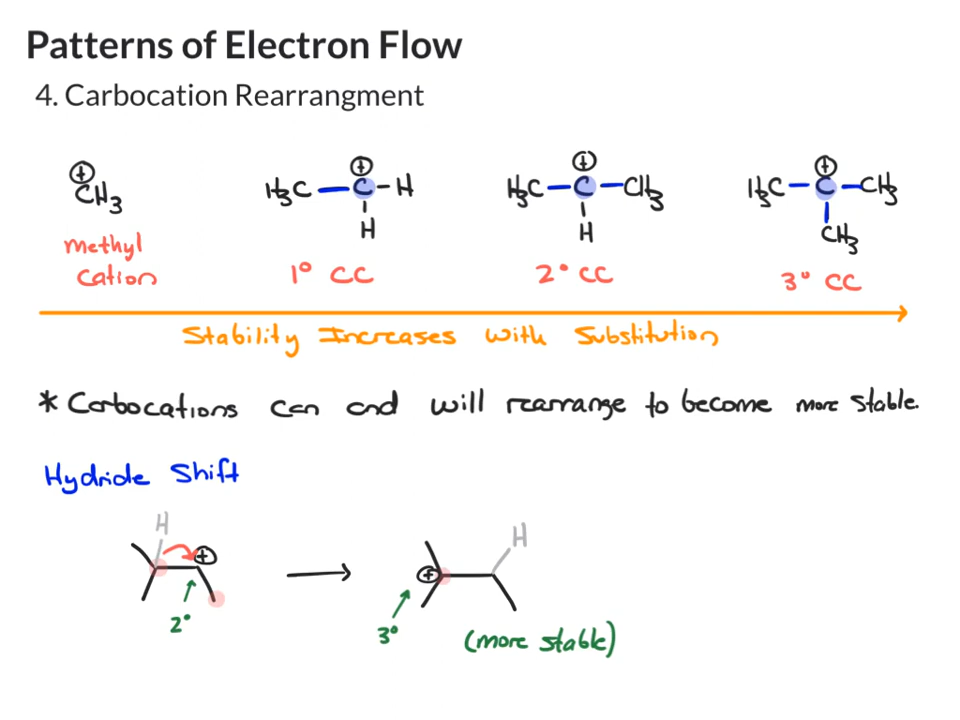 Patterns of Electron Flow
4. Carbocation Rearrangment
⊕ ⊕ ⊕ ⊕
CH3 H3C-C-H H3C-C-CH3 H3C-C-CH3
H H CH3
Methyl
Cation 1° CC 2° CC 3° CC
Stability Increases with Substitution
* Carbocations can and will rearrange to become more stable.
Hydride Shift
H H
⊕ ⊕
2° 3° (more stable)